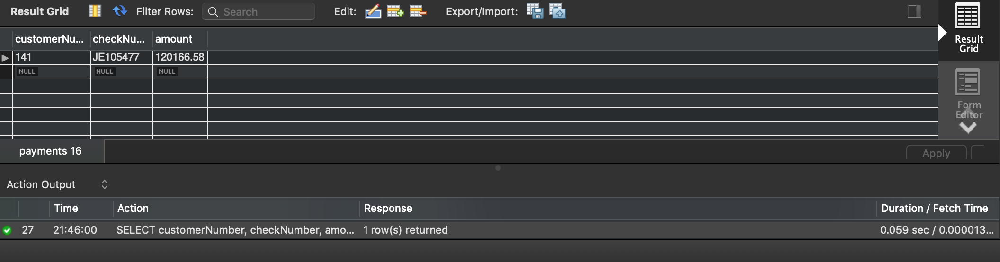 Result Grid Filter Rows: Search Edit: Export/Import:
customerNu... checkNu... amount
141 JE105477 120166.58
NULL NULL NULL
Result
Grid
Form
Editor
payments 16 Apply
Action Output
Time Action Response Duration / Fetch Time
27 21:46:00 SELECT customerNumber, checkNumber, amo... 1 row(s) returned 0.059 sec / 0.000013...